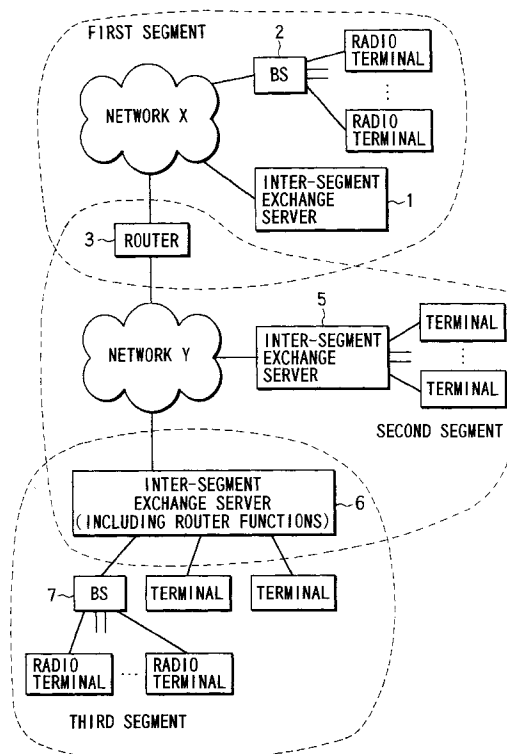 FIRST SEGMENT
2
BS
RADIO
TERMINAL
RADIO
TERMINAL
NETWORK X
INTER-SEGMENT
EXCHANGE
SERVER
1
3
ROUTER
5
NETWORK Y
INTER-SEGMENT
EXCHANGE
SERVER
TERMINAL
TERMINAL
SECOND SEGMENT
INTER-SEGMENT
EXCHANGE SERVER
(INCLUDING ROUTER FUNCTIONS)
6
7
BS
TERMINAL
TERMINAL
RADIO
TERMINAL
RADIO
TERMINAL
THIRD SEGMENT